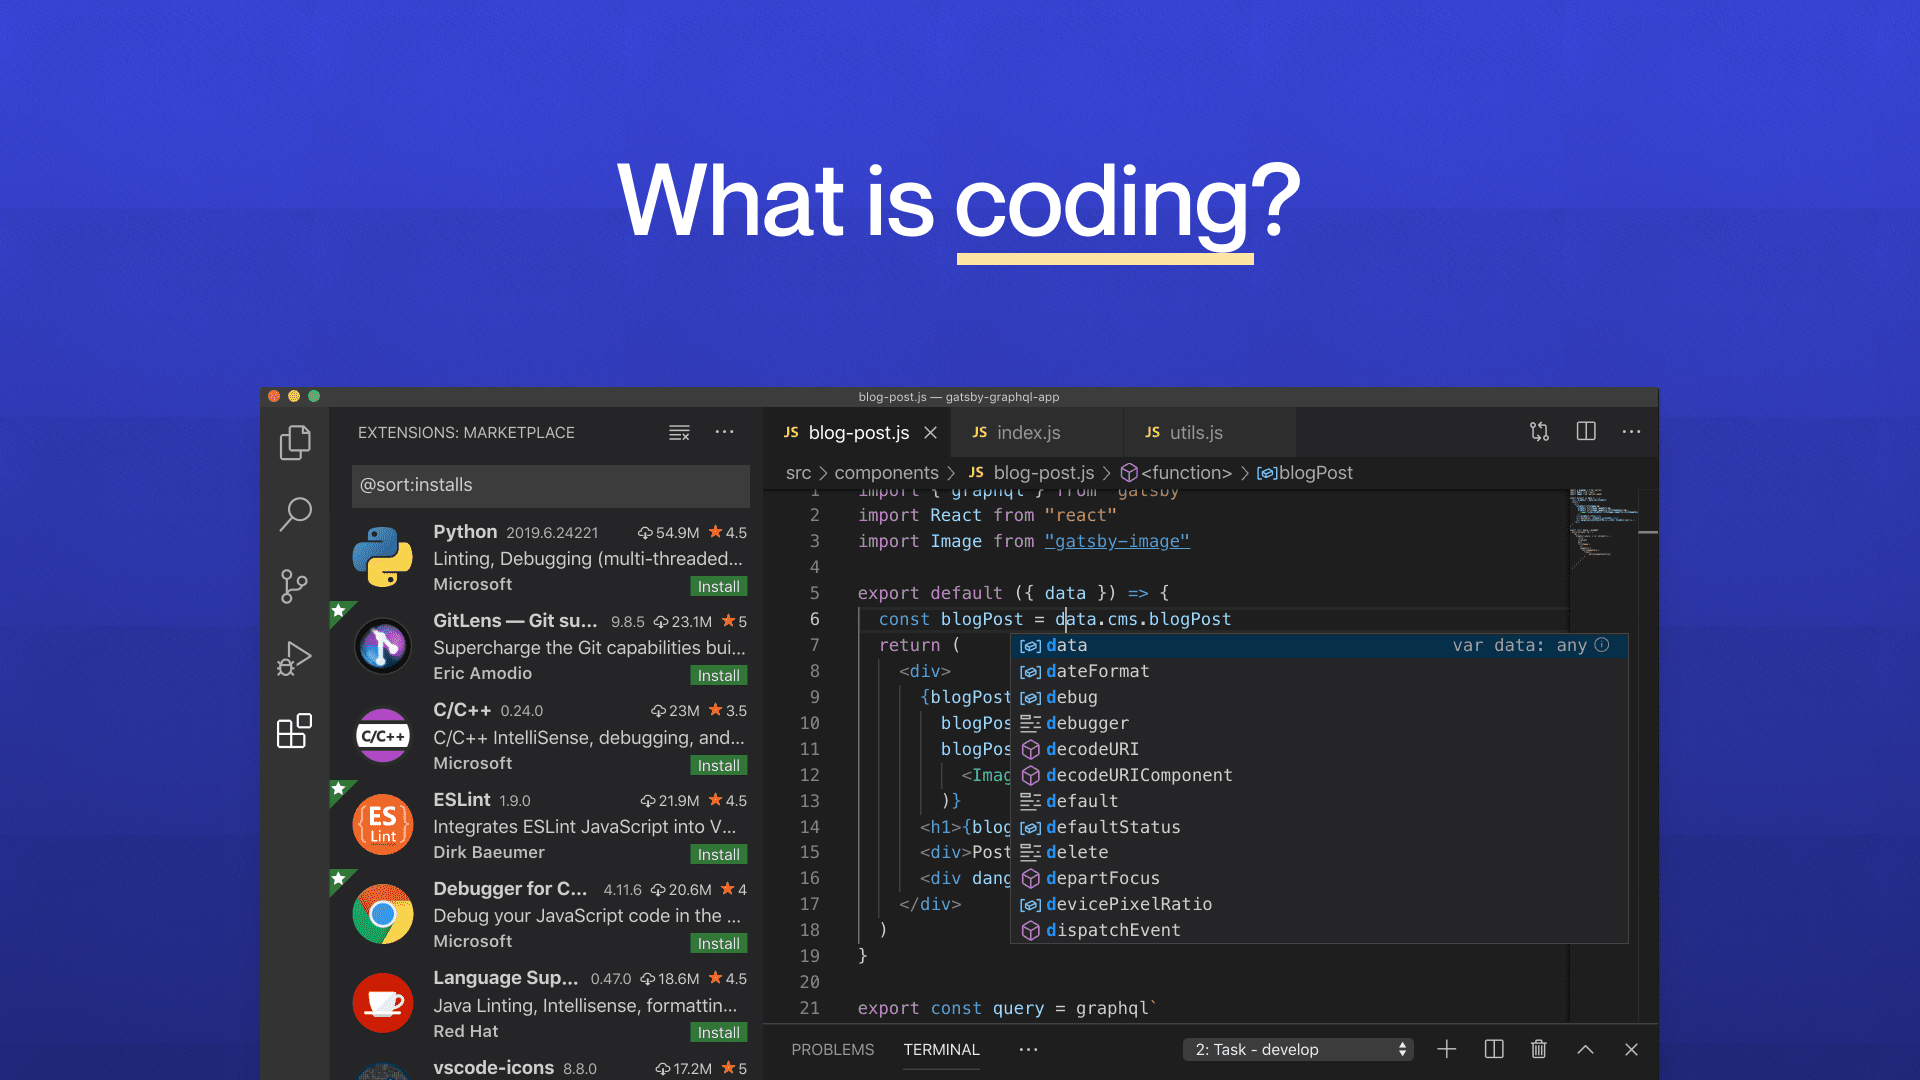 What is coding?
blog-post.js — gatsby-graphql-app
EXTENSIONS: MARKETPLACE
@sort:installs
Python 2019.6.24221 54.9M 4.5
Linting, Debugging (multi-threaded...
Microsoft Install
GitLens — Git su... 9.8.5 23.1M 5
Supercharge the Git capabilities bui...
Eric Amodio Install
C/C++
C/C++ 0.24.0 23M 3.5
C/C++ IntelliSense, debugging, and...
Microsoft Install
ES
Lint
ESLint 1.9.0 21.9M 4.5
Integrates ESLint JavaScript into V...
Dirk Baeumer Install
Debugger for C... 4.11.6 20.6M 4
Debug your JavaScript code in the ...
Microsoft Install
Language Sup... 0.47.0 18.6M 4.5
Java Linting, Intellisense, formattin...
Red Hat Install
vscode-icons 8.8.0 17.2M 5
JS blog-post.js JS index.js JS utils.js
src > components > JS blog-post.js > <function> > blogPost
1 import { graphql } from "gatsby"
2 import React from "react"
3 import Image from "gatsby-image"
4
5 export default ({ data }) => {
6 const blogPost = data.cms.blogPost
7 return (
8 <div>
9 {blogPost
10 blogPos
11 blogPos
12 <Imag
13 )}
14 <h1>{blog
15 <div>Post
16 <div dang
17 </div>
18 )
19 }
20
21 export const query = graphql`
data var data: any
dateFormat
debug
debugger
decodeURI
decodeURIComponent
default
defaultStatus
delete
departFocus
devicePixelRatio
dispatchEvent
PROBLEMS TERMINAL ... 2: Task - develop